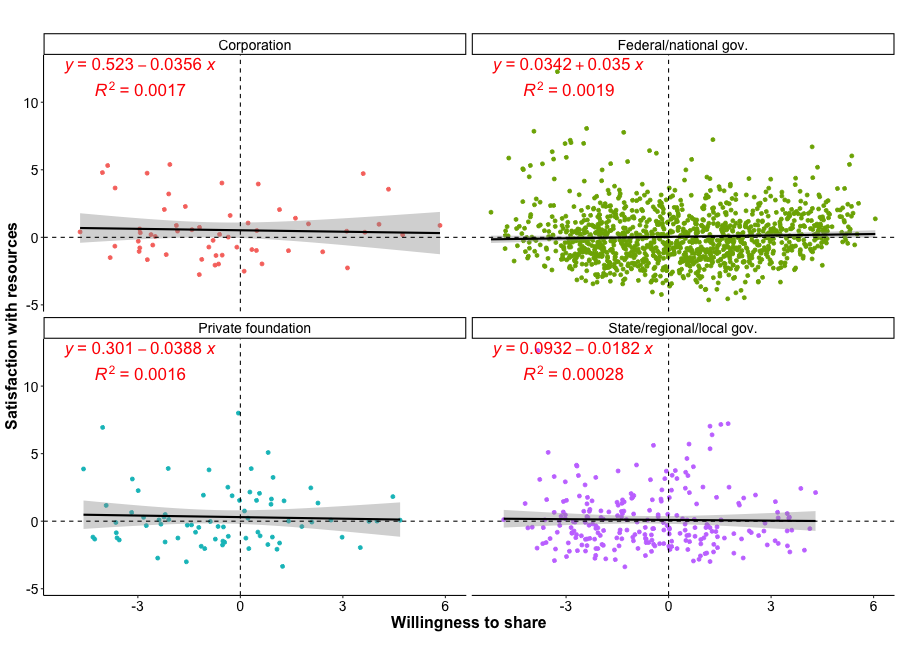 Corporation
Federal/national gov.
y = 0.523 – 0.0356 x
R² = 0.0017
y = 0.0342 + 0.035 x
R² = 0.0019
10
5
0
-5
Private foundation
State/regional/local gov.
y = 0.301 – 0.0388 x
R² = 0.0016
y = 0.0932 – 0.0182 x
R² = 0.00028
10
5
0
-5
-3 0 3 6
-3 0 3 6
Willingness to share
Satisfaction with resources